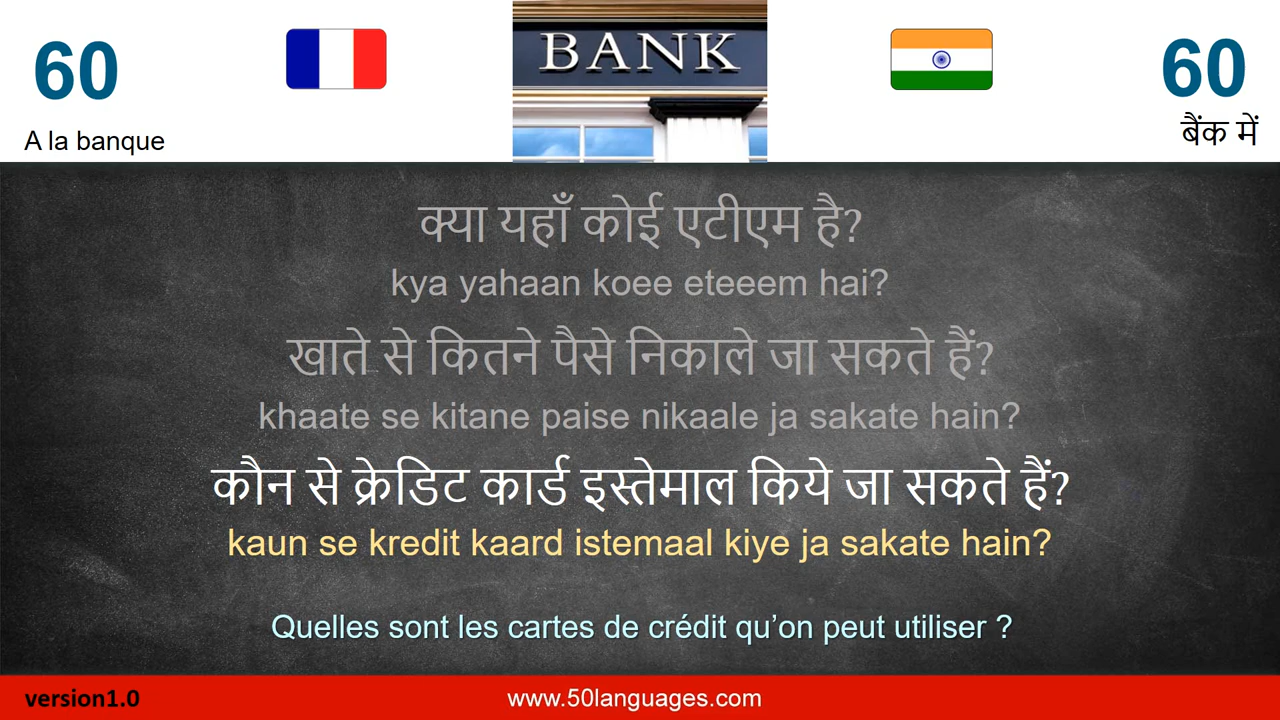 60
A la banque
BANK
60
बैंक में
क्या यहाँ कोई एटीएम है?
kya yahaan koee eteeem hai?
खाते से कितने पैसे निकाले जा सकते हैं?
khaate se kitane paise nikaale ja sakate hain?
कौन से क्रेडिट कार्ड इस्तेमाल किये जा सकते हैं?
kaun se kredit kaard istemaal kiye ja sakate hain?
Quelles sont les cartes de crédit qu’on peut utiliser ?
version1.0
www.50languages.com